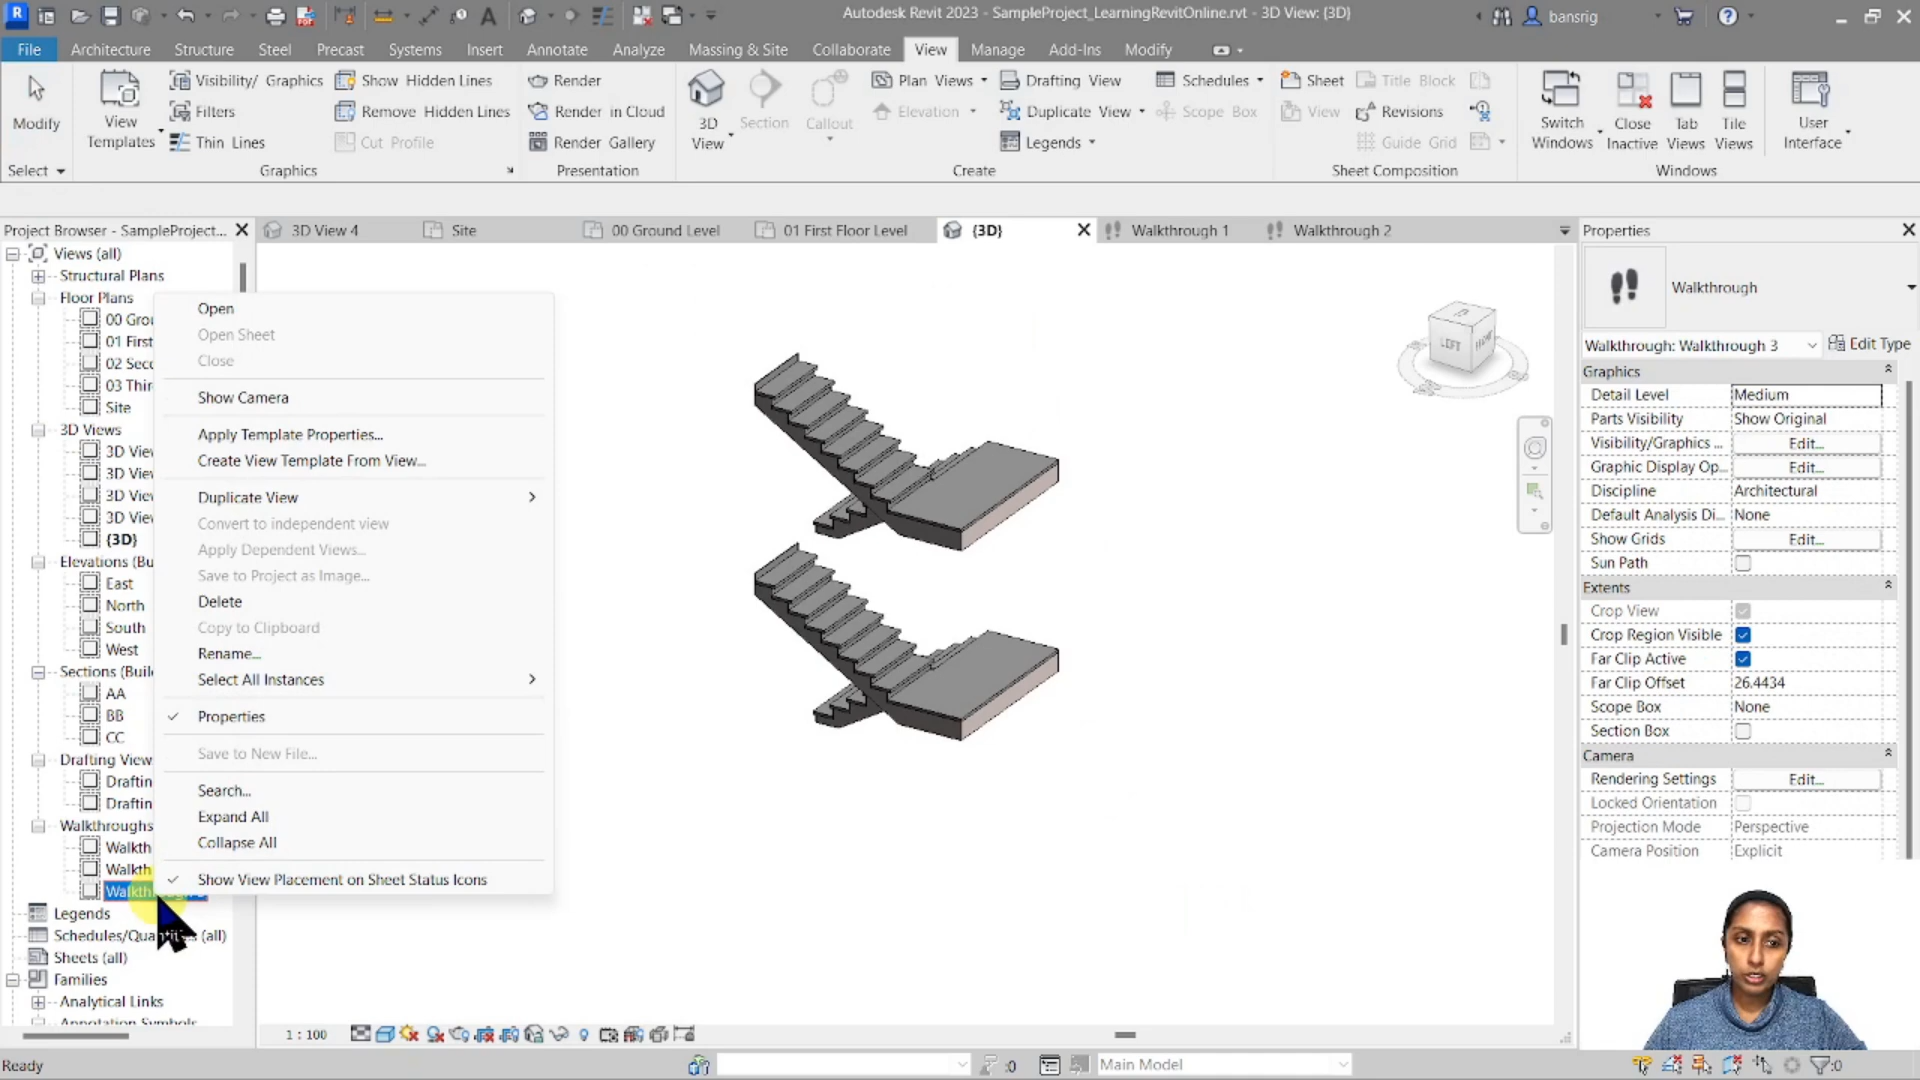 Autodesk Revit 2023 - SampleProject_LearningRevitOnline.rvt - 3D View: {3D}
bansrig
File Architecture Structure Steel Precast Systems Insert Annotate Analyze Massing & Site Collaborate View Manage Add-Ins Modify
Modify
Select
View Templates
Visibility/ Graphics
Filters
Thin Lines
Show Hidden Lines
Remove Hidden Lines
Cut Profile
Graphics
Render
Render in Cloud
Render Gallery
Presentation
3D View
Section
Callout
Plan Views
Elevation
Drafting View
Duplicate View
Legends
Schedules
Scope Box
Create
Sheet
View
Title Block
Revisions
Guide Grid
Sheet Composition
Switch Windows
Close Inactive
Tab Views
Tile Views
Windows
User Interface
Project Browser - SampleProject...
3D View 4
Site
00 Ground Level
01 First Floor Level
{3D}
Walkthrough 1
Walkthrough 2
Views (all)
Structural Plans
Floor Plans
00 Grou
01 First
02 Seco
03 Thir
Site
3D Views
3D Viev
3D Viev
3D Viev
3D Viev
{3D}
Elevations (Bu
East
North
South
West
Sections (Build
AA
BB
CC
Drafting View
Draftin
Draftin
Walkthroughs
Walkth
Walkth
Legends
Schedules/Quantities (all)
Sheets (all)
Families
Analytical Links
Annotation Symbols
Open
Open Sheet
Close
Show Camera
Apply Template Properties...
Create View Template From View...
Duplicate View
Convert to independent view
Apply Dependent Views...
Save to Project as Image...
Delete
Copy to Clipboard
Rename...
Select All Instances
Properties
Save to New File...
Search...
Expand All
Collapse All
Show View Placement on Sheet Status Icons
LEFT
Properties
Walkthrough
Walkthrough: Walkthrough 3
Edit Type
Graphics
Detail Level Medium
Parts Visibility Show Original
Visibility/Graphics ... Edit...
Graphic Display Op... Edit...
Discipline Architectural
Default Analysis Di... None
Show Grids Edit...
Sun Path
Extents
Crop View
Crop Region Visible
Far Clip Active
Far Clip Offset 26.4434
Scope Box None
Section Box
Camera
Rendering Settings Edit...
Locked Orientation
Projection Mode Perspective
Camera Position Explicit
1 : 100
Ready
:0
Main Model
:0